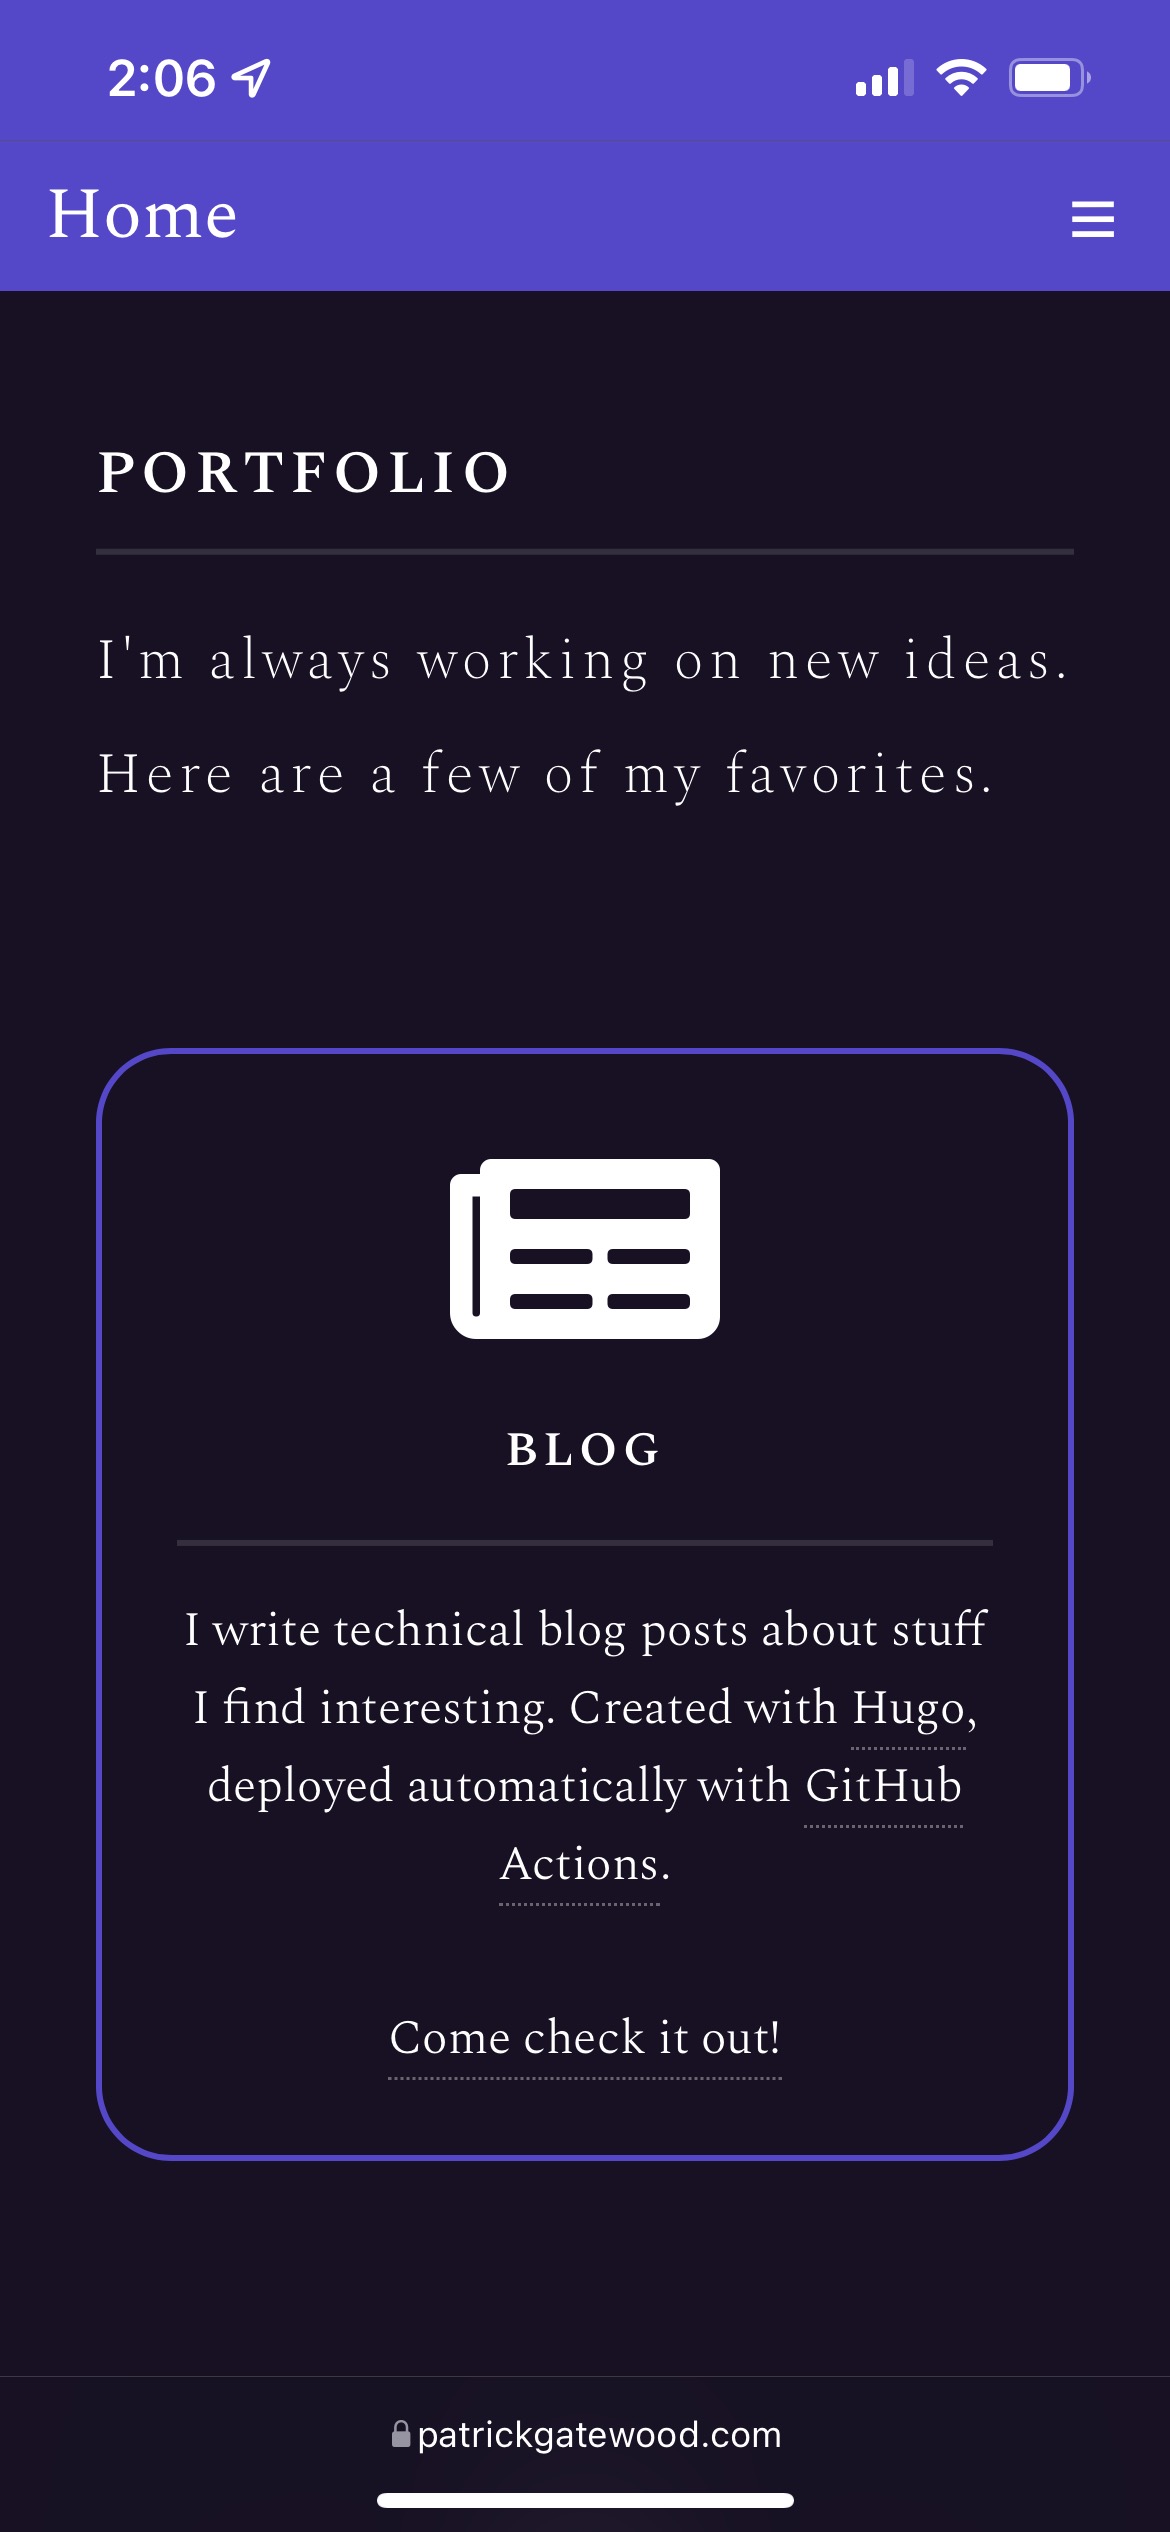 2:06
Home
PORTFOLIO
I'm always working on new ideas.
Here are a few of my favorites.
BLOG
I write technical blog posts about stuff
I find interesting. Created with Hugo,
deployed automatically with GitHub
Actions.
Come check it out!
patrickgatewood.com